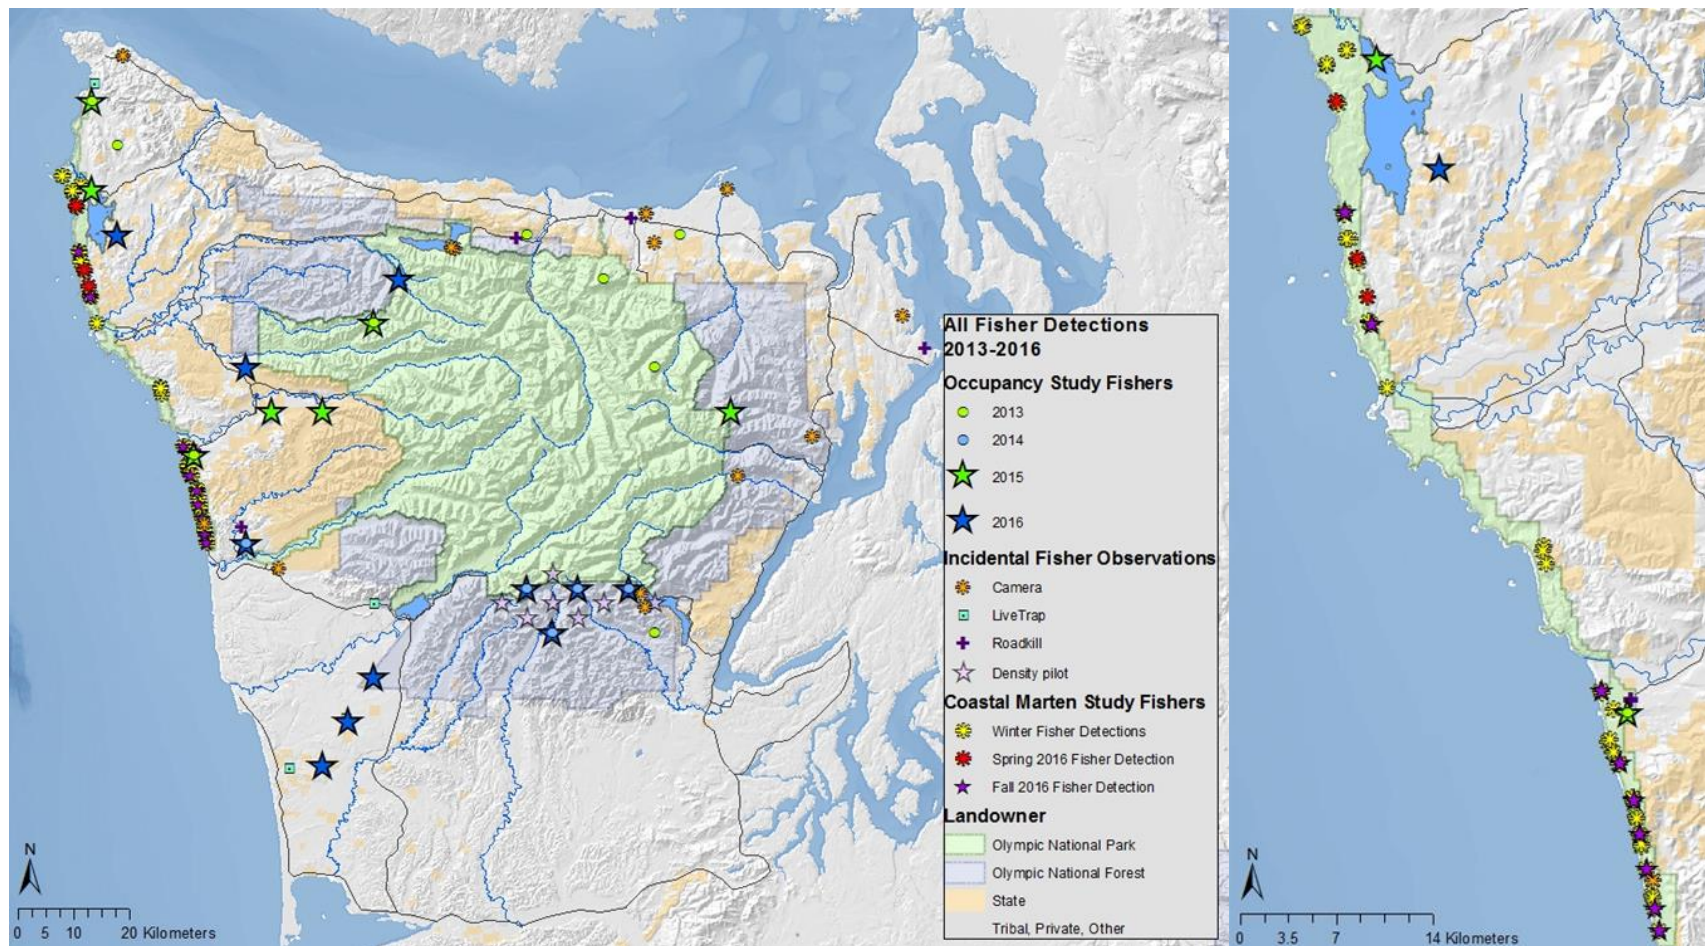 All Fisher Detections
2013-2016
Occupancy Study Fishers
2013
2014
2015
2016
Incidental Fisher Observations
Camera
LiveTrap
Roadkill
Density pilot
Coastal Marten Study Fishers
Winter Fisher Detections
Spring 2016 Fisher Detection
Fall 2016 Fisher Detection
Landowner
Olympic National Park
Olympic National Forest
State
Tribal, Private, Other
N
0 5 10 20 Kilometers
N
0 3.5 7 14 Kilometers